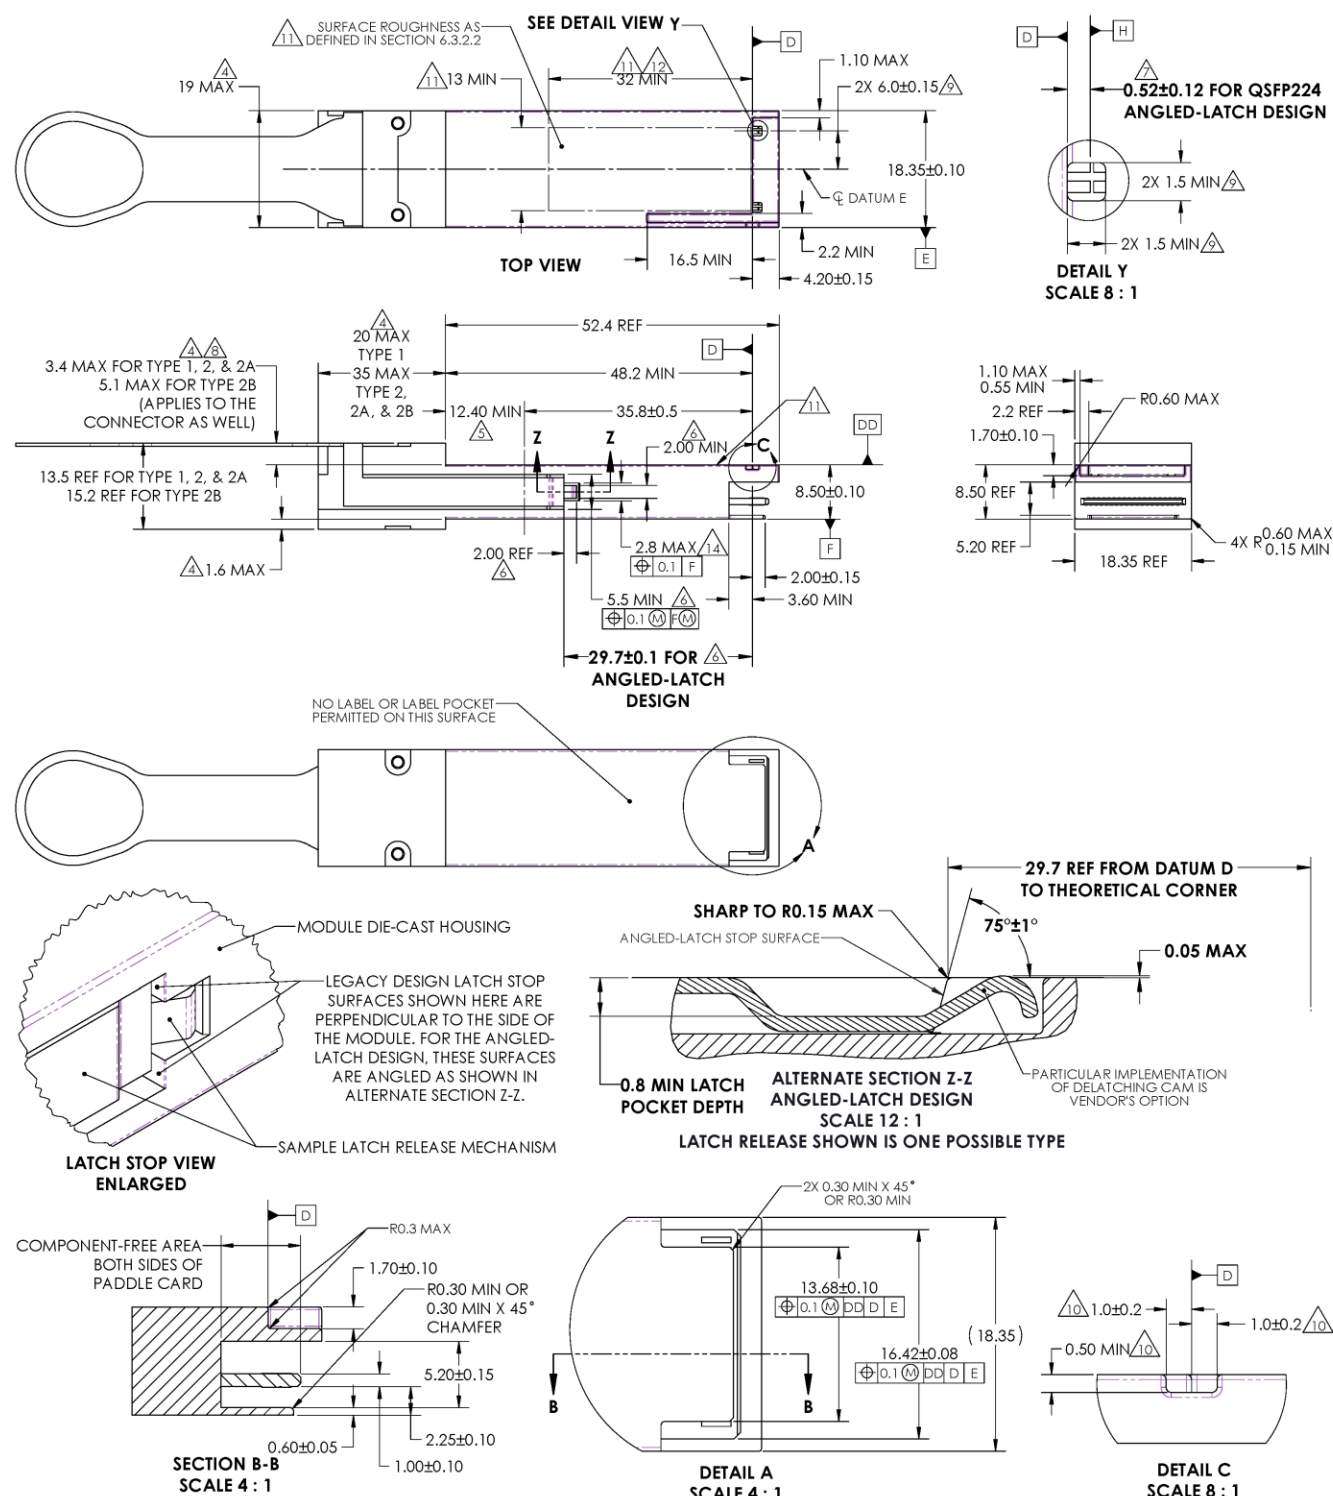 SURFACE ROUGHNESS AS
11 DEFINED IN SECTION 6.3.2.2
SEE DETAIL VIEW Y
D
4
19 MAX
11 13 MIN
11 12
32 MIN
1.10 MAX
2X 6.0±0.15 9
18.35±0.10
℄ DATUM E
E
2.2 MIN
16.5 MIN
4.20±0.15
TOP VIEW
D
H
7
0.52±0.12 FOR QSFP224
ANGLED-LATCH DESIGN
2X 1.5 MIN 9
2X 1.5 MIN 9
DETAIL Y
SCALE 8 : 1
4 8
3.4 MAX FOR TYPE 1, 2, & 2A
5.1 MAX FOR TYPE 2B
(APPLIES TO THE
CONNECTOR AS WELL)
4
20 MAX
TYPE 1
35 MAX
TYPE 2,
2A, & 2B
52.4 REF
D
48.2 MIN
12.40 MIN
5
35.8±0.5
11
DD
Z
Z
6
2.00 MIN
C
13.5 REF FOR TYPE 1, 2, & 2A
15.2 REF FOR TYPE 2B
8.50±0.10
4 1.6 MAX
2.00 REF
6
2.8 MAX 14
⌖ 0.1 F
F
2.00±0.15
5.5 MIN 6
⌖ 0.1 Ⓜ F Ⓜ
3.60 MIN
29.7±0.1 FOR 6
ANGLED-LATCH
DESIGN
1.10 MAX
0.55 MIN
2.2 REF
1.70±0.10
R0.60 MAX
8.50 REF
5.20 REF
18.35 REF
4X R 0.60 MAX
0.15 MIN
NO LABEL OR LABEL POCKET
PERMITTED ON THIS SURFACE
A
29.7 REF FROM DATUM D
TO THEORETICAL CORNER
SHARP TO R0.15 MAX
75°±1°
ANGLED-LATCH STOP SURFACE
0.05 MAX
0.8 MIN LATCH
POCKET DEPTH
ALTERNATE SECTION Z-Z
ANGLED-LATCH DESIGN
SCALE 12 : 1
LATCH RELEASE SHOWN IS ONE POSSIBLE TYPE
PARTICULAR IMPLEMENTATION
OF DELATCHING CAM IS
VENDOR'S OPTION
MODULE DIE-CAST HOUSING
LEGACY DESIGN LATCH STOP
SURFACES SHOWN HERE ARE
PERPENDICULAR TO THE SIDE OF
THE MODULE. FOR THE ANGLED-
LATCH DESIGN, THESE SURFACES
ARE ANGLED AS SHOWN IN
ALTERNATE SECTION Z-Z.
SAMPLE LATCH RELEASE MECHANISM
LATCH STOP VIEW
ENLARGED
D
R0.3 MAX
COMPONENT-FREE AREA
BOTH SIDES OF
PADDLE CARD
1.70±0.10
R0.30 MIN OR
0.30 MIN X 45°
CHAMFER
5.20±0.15
0.60±0.05
2.25±0.10
1.00±0.10
SECTION B-B
SCALE 4 : 1
2X 0.30 MIN X 45°
OR R0.30 MIN
13.68±0.10
⌖ 0.1 Ⓜ DD D E
(18.35)
16.42±0.08
⌖ 0.1 Ⓜ DD D E
B
B
DETAIL A
SCALE 4 : 1
D
10 1.0±0.2
1.0±0.2 10
0.50 MIN 10
DETAIL C
SCALE 8 : 1